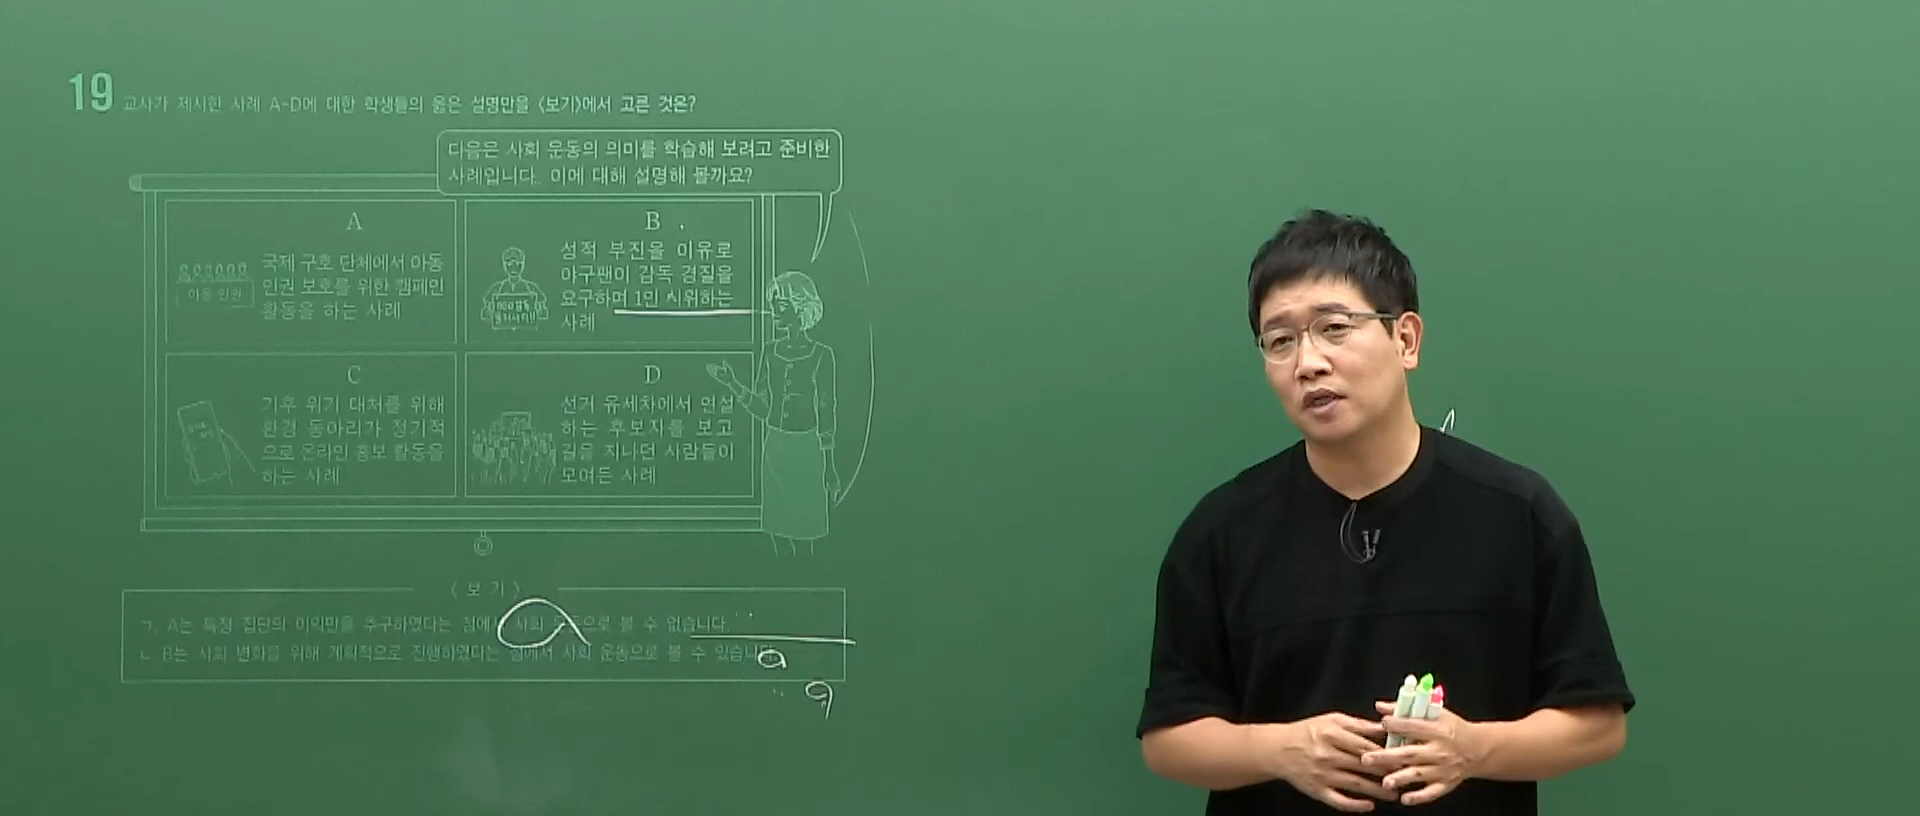 19 교사가 제시한 사례 A~D에 대한 학생들의 옳은 설명만을 <보기>에서 고른 것은?
다음은 사회 운동의 의미를 학습해 보려고 준비한
사례입니다. 이에 대해 설명해 볼까요?
A
아동 인권
국제 구호 단체에서 아동
인권 보호를 위한 캠페인
활동을 하는 사례
B
성적 부진을 이유로
야구팬이 감독 경질을
요구하며 1인 시위하는
사례
C
기후 위기 대처를 위해
환경 동아리가 정기적
으로 온라인 홍보 활동을
하는 사례
D
선거 유세차에서 연설
하는 후보자를 보고
길을 지나던 사람들이
모여든 사례
<보 기>
ㄱ. A는 특정 집단의 이익만을 추구하였다는 점에서 사회 운동으로 볼 수 없습니다.
ㄴ. B는 사회 변화를 위해 계획적으로 진행하였다는 점에서 사회 운동으로 볼 수 있습니다.